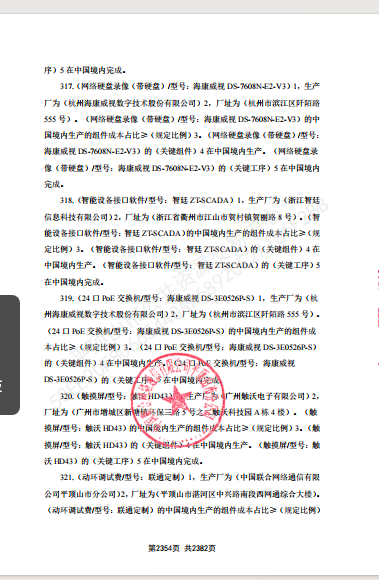 序）5 在中国境内完成。
317.（网络硬盘录像（带硬盘）/型号：海康威视 DS-7608N-E2-V3）1，生产
厂为（杭州海康威视数字技术股份有限公司）2，厂址为（杭州市滨江区阡陌路
555 号）。（网络硬盘录像（带硬盘）/型号：海康威视 DS-7608N-E2-V3）的中
国境内生产的组件成本占比≥（规定比例）3。（网络硬盘录像（带硬盘）/型号：
海康威视 DS-7608N-E2-V3）的（关键组件）4 在中国境内生产。（网络硬盘录
像（带硬盘）/型号：海康威视 DS-7608N-E2-V3）的（关键工序）5 在中国境内
完成。
318.（智能设备接口软件/型号：智廷 ZT-SCADA）1，生产厂为（浙江智廷
信息科技有限公司）2，厂址为（浙江省衢州市江山市贺村镇贺丽路 8 号）。（智
能设备接口软件/型号：智廷 ZT-SCADA）的中国境内生产的组件成本占比≥（规
定比例）3。（智能设备接口软件/型号：智廷 ZT-SCADA）的（关键组件）4 在
中国境内生产。（智能设备接口软件/型号：智廷 ZT-SCADA）的（关键工序）5
在中国境内完成。
319.（24 口 PoE 交换机/型号：海康威视 DS-3E0526P-S）1，生产厂为（杭
州海康威视数字技术股份有限公司）2，厂址为（杭州市滨江区阡陌路 555 号）。
（24 口 PoE 交换机/型号：海康威视 DS-3E0526P-S）的中国境内生产的组件成
本占比≥（规定比例）3。（24 口 PoE 交换机/型号：海康威视 DS-3E0526P-S）
的（关键组件）4 在中国境内生产。（24 口 PoE 交换机/型号：海康威视
DS-3E0526P-S）的（关键工序）5 在中国境内完成。
320.（触摸屏/型号：触沃 HD43）1，生产厂为（广州触沃电子有限公司）2，
厂址为（广州市增城区新塘镇环保三路 5 号之二触沃科技园 A 栋 4 楼）。（触
摸屏/型号：触沃 HD43）的中国境内生产的组件成本占比≥（规定比例）3。（触
摸屏/型号：触沃 HD43）的（关键组件）4 在中国境内生产。（触摸屏/型号：触
沃 HD43）的（关键工序）5 在中国境内完成。
321.（动环调试费/型号：联通定制）1，生产厂为（中国联合网络通信有限
公司平顶山市分公司）2，厂址为（平顶山市湛河区中兴路南段西网通综合大楼）。
（动环调试费/型号：联通定制）的中国境内生产的组件成本占比≥（规定比例）
第2354页 共2382页